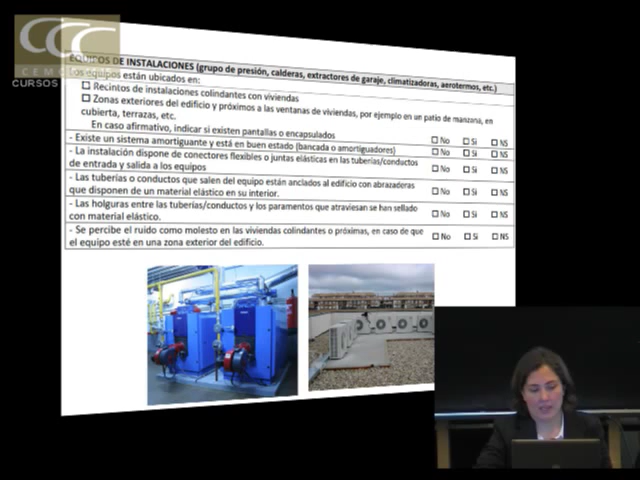 CCC
CURSOS
EQUIPOS DE INSTALACIONES (grupo de presión, calderas, extractores de garaje, climatizadoras, aerotermos, etc.)
Los equipos están ubicados en:
☐ Recintos de instalaciones colindantes con viviendas
☐ Zonas exteriores del edificio y próximos a las ventanas de viviendas, por ejemplo en un patio de manzana, en
cubierta, terrazas, etc.
En caso afirmativo, indicar si existen pantallas o encapsulados ☐ No ☐ Si ☐ NS
- Existe un sistema amortiguante y está en buen estado (bancada o amortiguadores) ☐ No ☐ Si ☐ NS
- La instalación dispone de conectores flexibles o juntas elásticas en las tuberías/conductos
de entrada y salida a los equipos ☐ No ☐ Si ☐ NS
- Las tuberías o conductos que salen del equipo están anclados al edificio con abrazaderas
que disponen de un material elástico en su interior. ☐ No ☐ Si ☐ NS
- Las holguras entre las tuberías/conductos y los paramentos que atraviesan se han sellado
con material elástico. ☐ No ☐ Si ☐ NS
- Se percibe el ruido como molesto en las viviendas colindantes o próximas, en caso de que
el equipo esté en una zona exterior del edificio. ☐ No ☐ Si ☐ NS